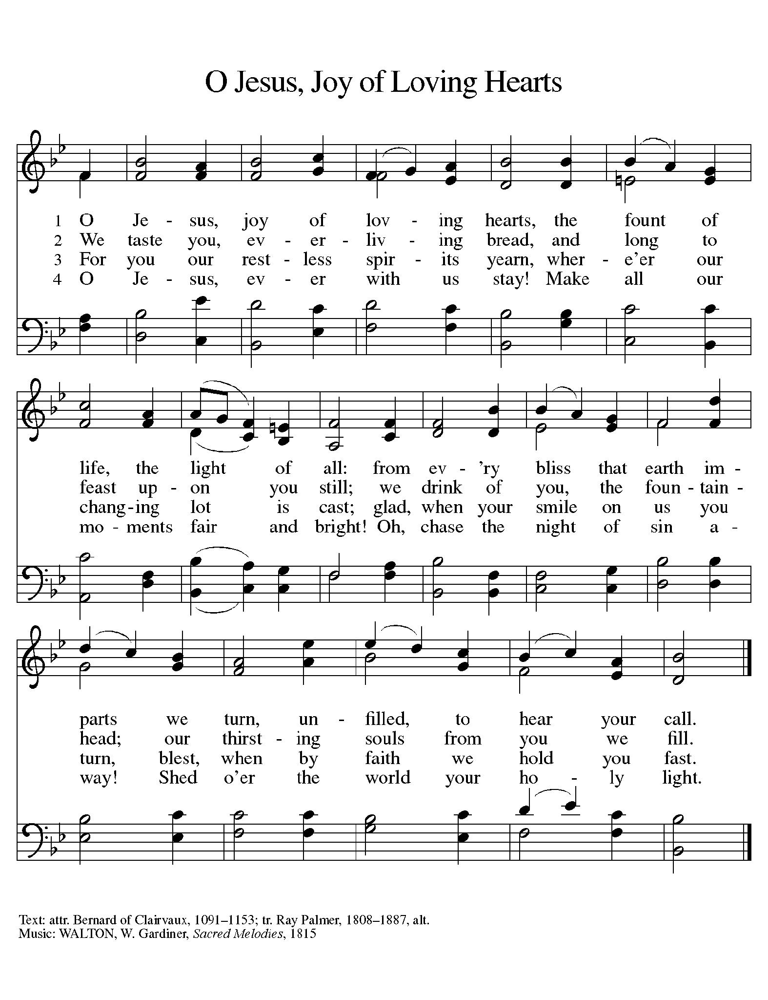 O Jesus, Joy of Loving Hearts
1 O Je - sus, joy of lov - ing hearts, the fount of
2 We taste you, ev - er - liv - ing bread, and long to
3 For you our rest - less spir - its yearn, wher - e’er our
4 O Je - sus, ev - er with us stay! Make all our
life, the light of all: from ev - ’ry bliss that earth im -
feast up - on you still; we drink of you, the foun - tain -
chang - ing lot is cast; glad, when your smile on us you
mo - ments fair and bright! Oh, chase the night of sin a -
parts we turn, un - filled, to hear your call.
head; our thirst - ing souls from you we fill.
turn, blest, when by faith we hold you fast.
way! Shed o’er the world your ho - ly light.
Text: attr. Bernard of Clairvaux, 1091–1153; tr. Ray Palmer, 1808–1887, alt.
Music: WALTON, W. Gardiner, Sacred Melodies, 1815